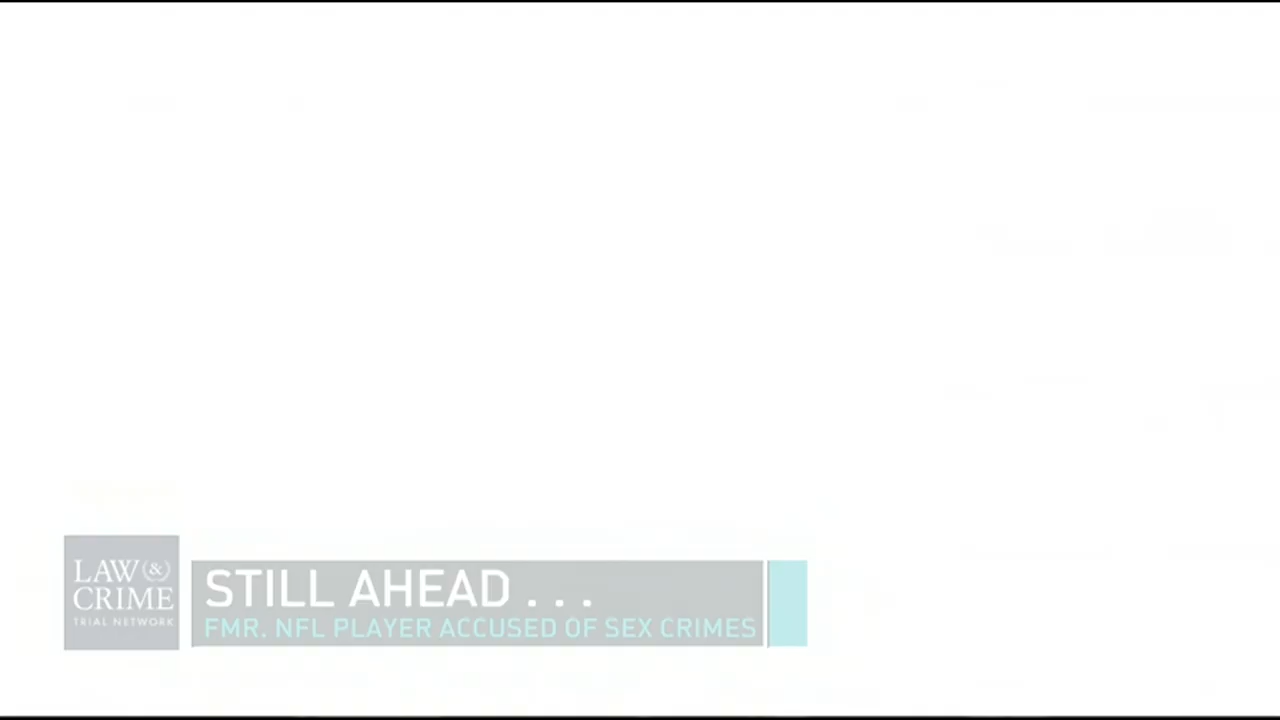 LAW(&)
CRIME
TRIAL NETWORK
STILL AHEAD . . .
FMR. NFL PLAYER ACCUSED OF SEX CRIMES